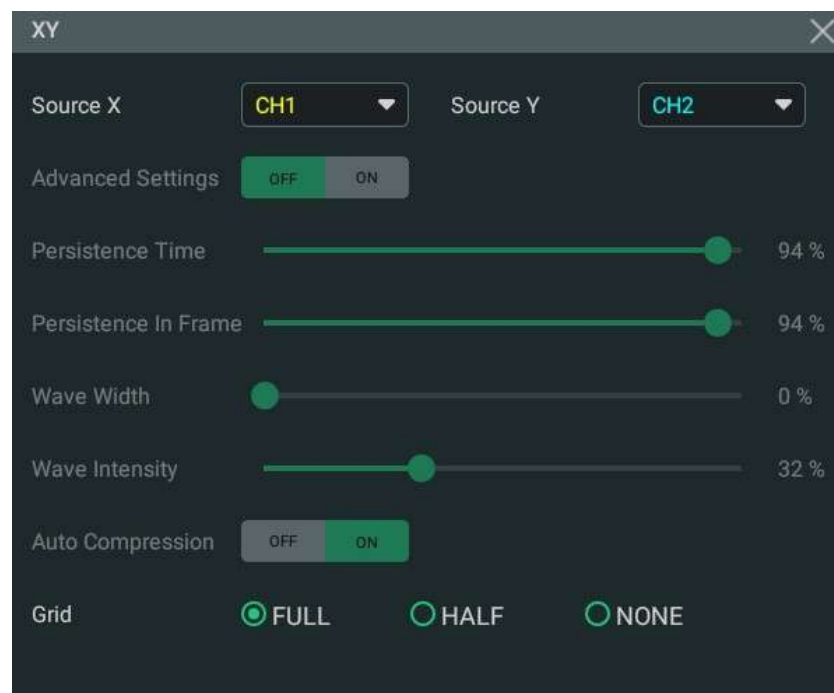 XY
Source X CH1 Source Y CH2
Advanced Settings OFF ON
Persistence Time 94 %
Persistence In Frame 94 %
Wave Width 0 %
Wave Intensity 32 %
Auto Compression OFF ON
Grid FULL HALF NONE